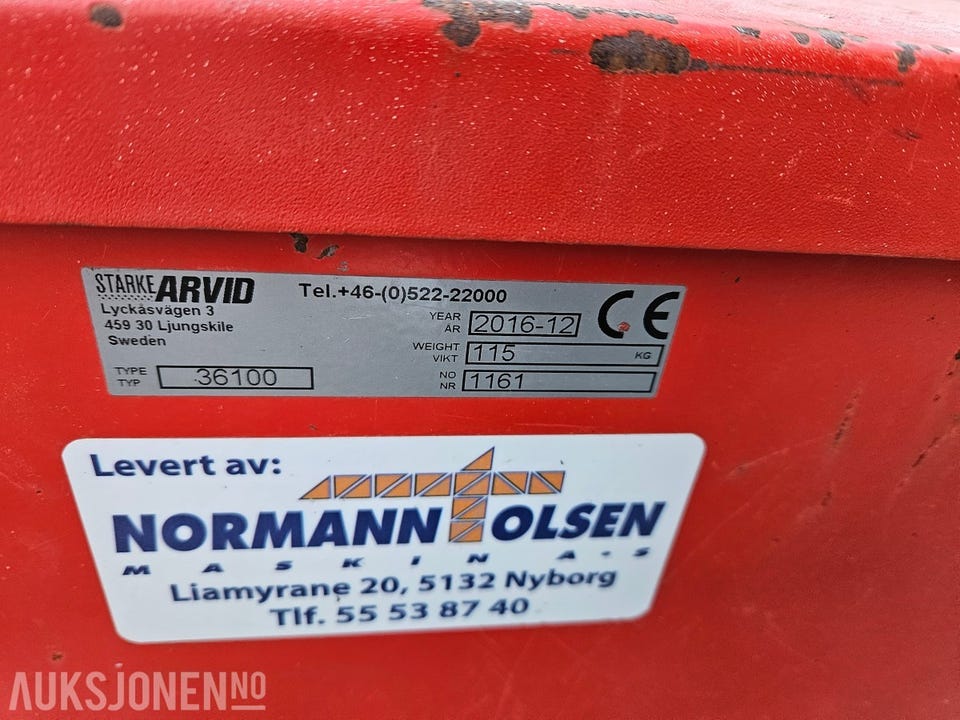 STARKE ARVID
Lyckåsvägen 3
459 30 Ljungskile
Sweden
Tel.+46-(0)522-22000
YEAR
ÅR
2016-12
CE
WEIGHT
VIKT
115
KG
TYPE
TYP
36100
NO
NR
1161
Levert av:
NORMANN OLSEN
MASKIN A·S
Liamyrane 20, 5132 Nyborg
Tlf. 55 53 87 40
AUKSJONEN NO